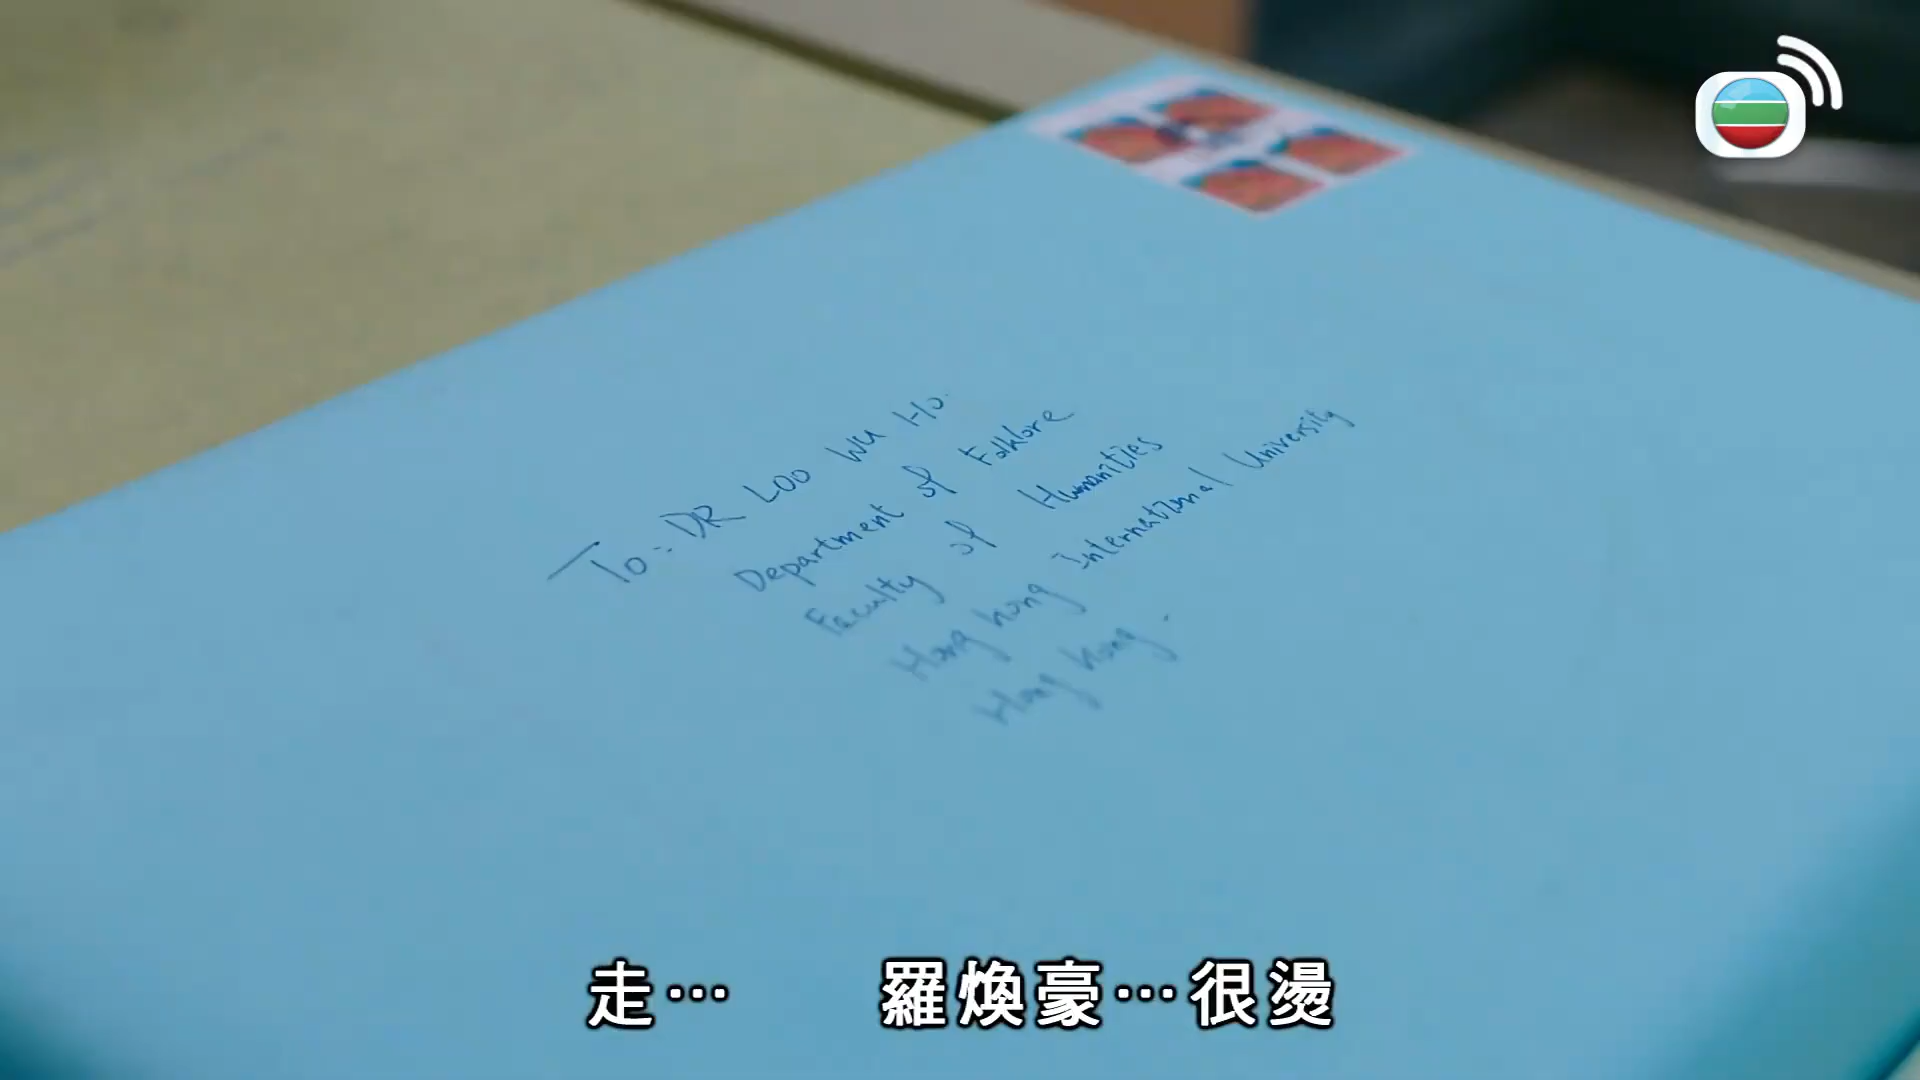 To: DR LOO WU HO.
Department of Folklore
Faculty of Humanities
Hong kong International University
Hong kong.
走… 羅煥豪…很燙